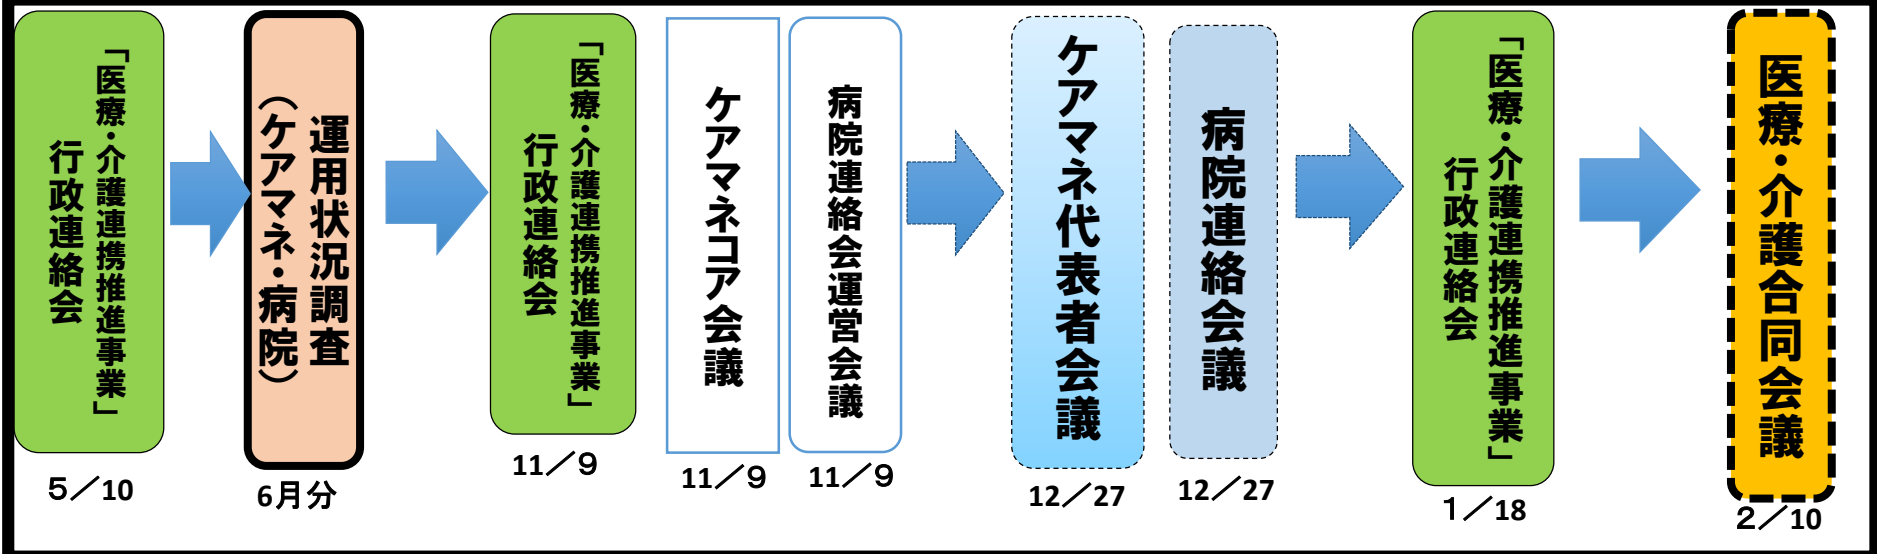 「医療・介護連携推進事業」
行政連絡会
5／10
運用状況調査
（ケアマネ・病院）
6月分
「医療・介護連携推進事業」
行政連絡会
11／9
ケアマネコア会議
11／9
病院連絡会運営会議
11／9
ケアマネ代表者会議
12／27
病院連絡会議
12／27
「医療・介護連携推進事業」
行政連絡会
1／18
医療・介護合同会議
2／10